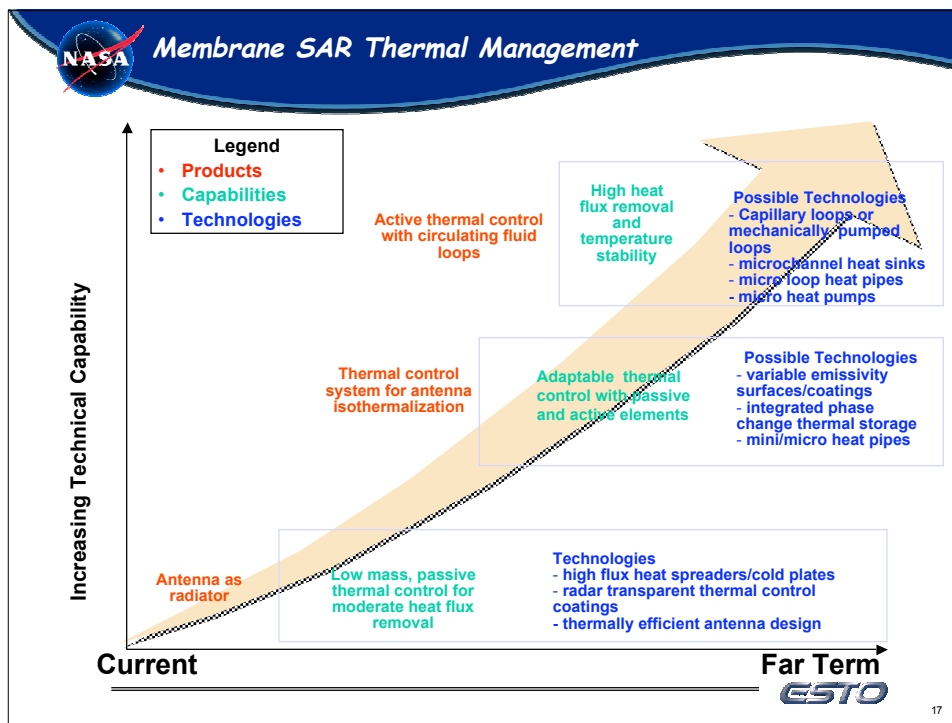 NASA
Membrane SAR Thermal Management
Legend
• Products
• Capabilities
• Technologies
Increasing Technical Capability
Active thermal control
with circulating fluid
loops
High heat
flux removal
and
temperature
stability
Possible Technologies
- Capillary loops or
mechanically pumped
loops
- microchannel heat sinks
- micro loop heat pipes
- micro heat pumps
Thermal control
system for antenna
isothermalization
Adaptable thermal
control with passive
and active elements
Possible Technologies
- variable emissivity
surfaces/coatings
- integrated phase
change thermal storage
- mini/micro heat pipes
Antenna as
radiator
Low mass, passive
thermal control for
moderate heat flux
removal
Technologies
- high flux heat spreaders/cold plates
- radar transparent thermal control
coatings
- thermally efficient antenna design
Current
Far Term
ESTO
17